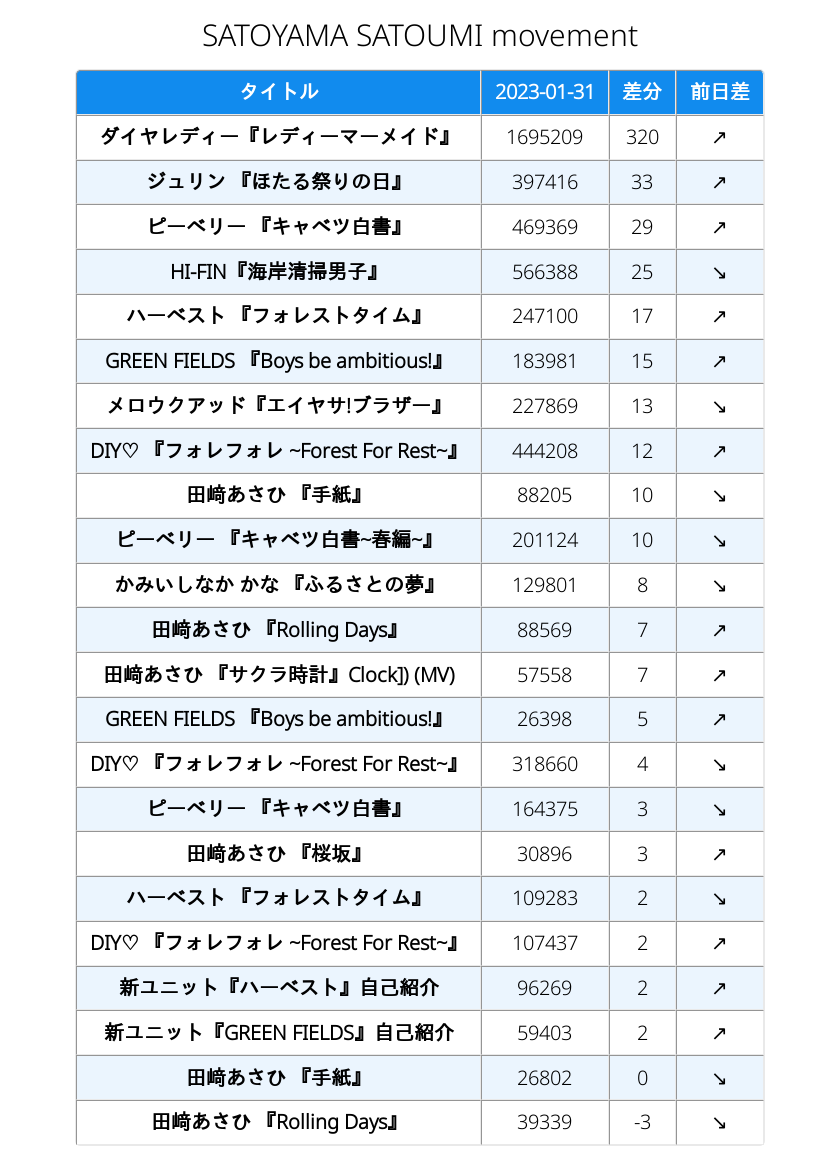 SATOYAMA SATOUMI movement
タイトル 2023-01-31 差分 前日差
ダイヤレディー『レディーマーメイド』 1695209 320 ↗
ジュリン 『ほたる祭りの日』 397416 33 ↗
ピーベリー 『キャベツ白書』 469369 29 ↗
HI-FIN『海岸清掃男子』 566388 25 ↘
ハーベスト 『フォレストタイム』 247100 17 ↗
GREEN FIELDS 『Boys be ambitious!』 183981 15 ↗
メロウクアッド『エイヤサ!ブラザー』 227869 13 ↘
DIY♡ 『フォレフォレ ~Forest For Rest~』 444208 12 ↗
田﨑あさひ 『手紙』 88205 10 ↘
ピーベリー 『キャベツ白書~春編~』 201124 10 ↘
かみいしなか かな 『ふるさとの夢』 129801 8 ↘
田﨑あさひ 『Rolling Days』 88569 7 ↗
田﨑あさひ 『サクラ時計』Clock]) (MV) 57558 7 ↗
GREEN FIELDS 『Boys be ambitious!』 26398 5 ↗
DIY♡ 『フォレフォレ ~Forest For Rest~』 318660 4 ↘
ピーベリー 『キャベツ白書』 164375 3 ↘
田﨑あさひ 『桜坂』 30896 3 ↗
ハーベスト 『フォレストタイム』 109283 2 ↘
DIY♡ 『フォレフォレ ~Forest For Rest~』 107437 2 ↗
新ユニット『ハーベスト』自己紹介 96269 2 ↗
新ユニット『GREEN FIELDS』自己紹介 59403 2 ↗
田﨑あさひ 『手紙』 26802 0 ↘
田﨑あさひ 『Rolling Days』 39339 -3 ↘